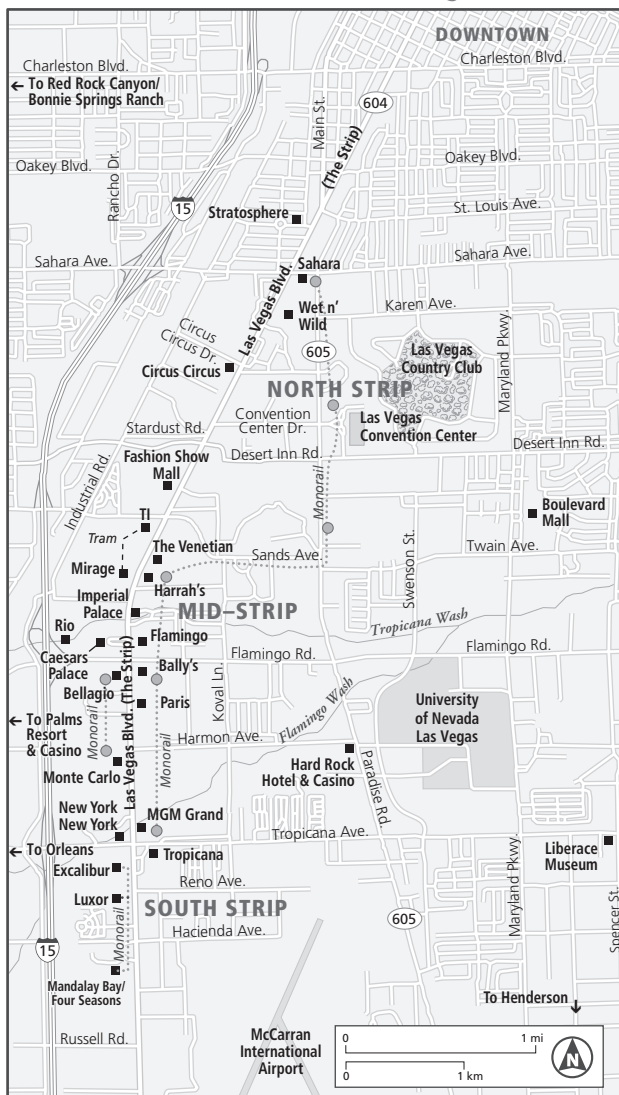 DOWNTOWN
Charleston Blvd.
Charleston Blvd.
← To Red Rock Canyon/
Bonnie Springs Ranch
Main St.
604
(The Strip)
Oakey Blvd.
Rancho Dr.
Oakey Blvd.
15
Stratosphere
St. Louis Ave.
Sahara Ave.
Sahara
Sahara Ave.
Las Vegas Blvd.
Wet n'
Wild
Karen Ave.
Circus
Circus Dr.
605
Maryland Pkwy.
Las Vegas
Country Club
Circus Circus
NORTH STRIP
Convention
Center Dr.
Las Vegas
Convention Center
Stardust Rd.
Desert Inn Rd.
Desert Inn Rd.
Industrial Rd.
Fashion Show
Mall
Monorail
Boulevard
Mall
TI
Tram
The Venetian
Sands Ave.
Twain Ave.
Swenson St.
Mirage
Harrah's
Imperial
Palace
MID–STRIP
Tropicana Wash
Rio
Flamingo
Flamingo Rd.
Flamingo Rd.
Caesars
Palace
Bally's
Bellagio
Las Vegas Blvd. (The Strip)
Koval Ln.
Paris
Flamingo Wash
University
of Nevada
Las Vegas
← To Palms
Resort
& Casino
Monorail
Monorail
Harmon Ave.
Hard Rock
Hotel & Casino
Paradise Rd.
Monte Carlo
New York
New York
MGM Grand
Tropicana Ave.
← To Orleans
Tropicana
Liberace
Museum
Maryland Pkwy.
Excalibur
Reno Ave.
Luxor
SOUTH STRIP
605
Spencer St.
Hacienda Ave.
Monorail
15
Mandalay Bay/
Four Seasons
To Henderson
↓
Russell Rd.
McCarran
International
Airport
0 1 mi
0 1 km
N